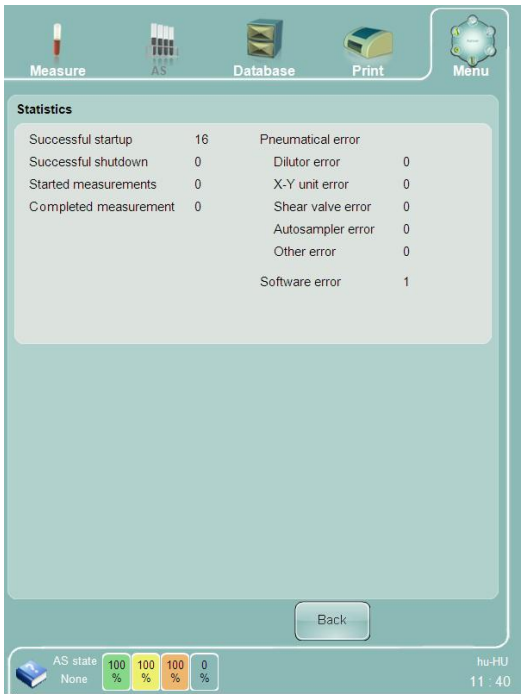 Measure AS Database Print Menu
Statistics
Successful startup 16
Successful shutdown 0
Started measurements 0
Completed measurement 0
Pneumatical error
Dilutor error 0
X-Y unit error 0
Shear valve error 0
Autosampler error 0
Other error 0
Software error 1
Back
AS state
None
100 %
100 %
100 %
0 %
hu-HU
11 : 40